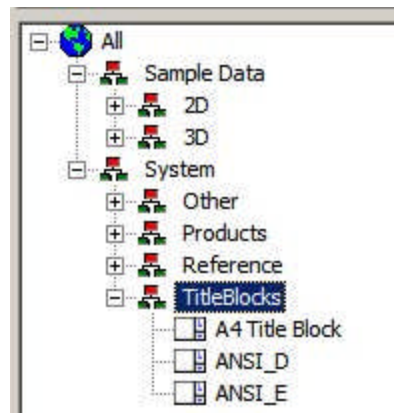 All
Sample Data
2D
3D
System
Other
Products
Reference
TitleBlocks
A4 Title Block
ANSI_D
ANSI_E